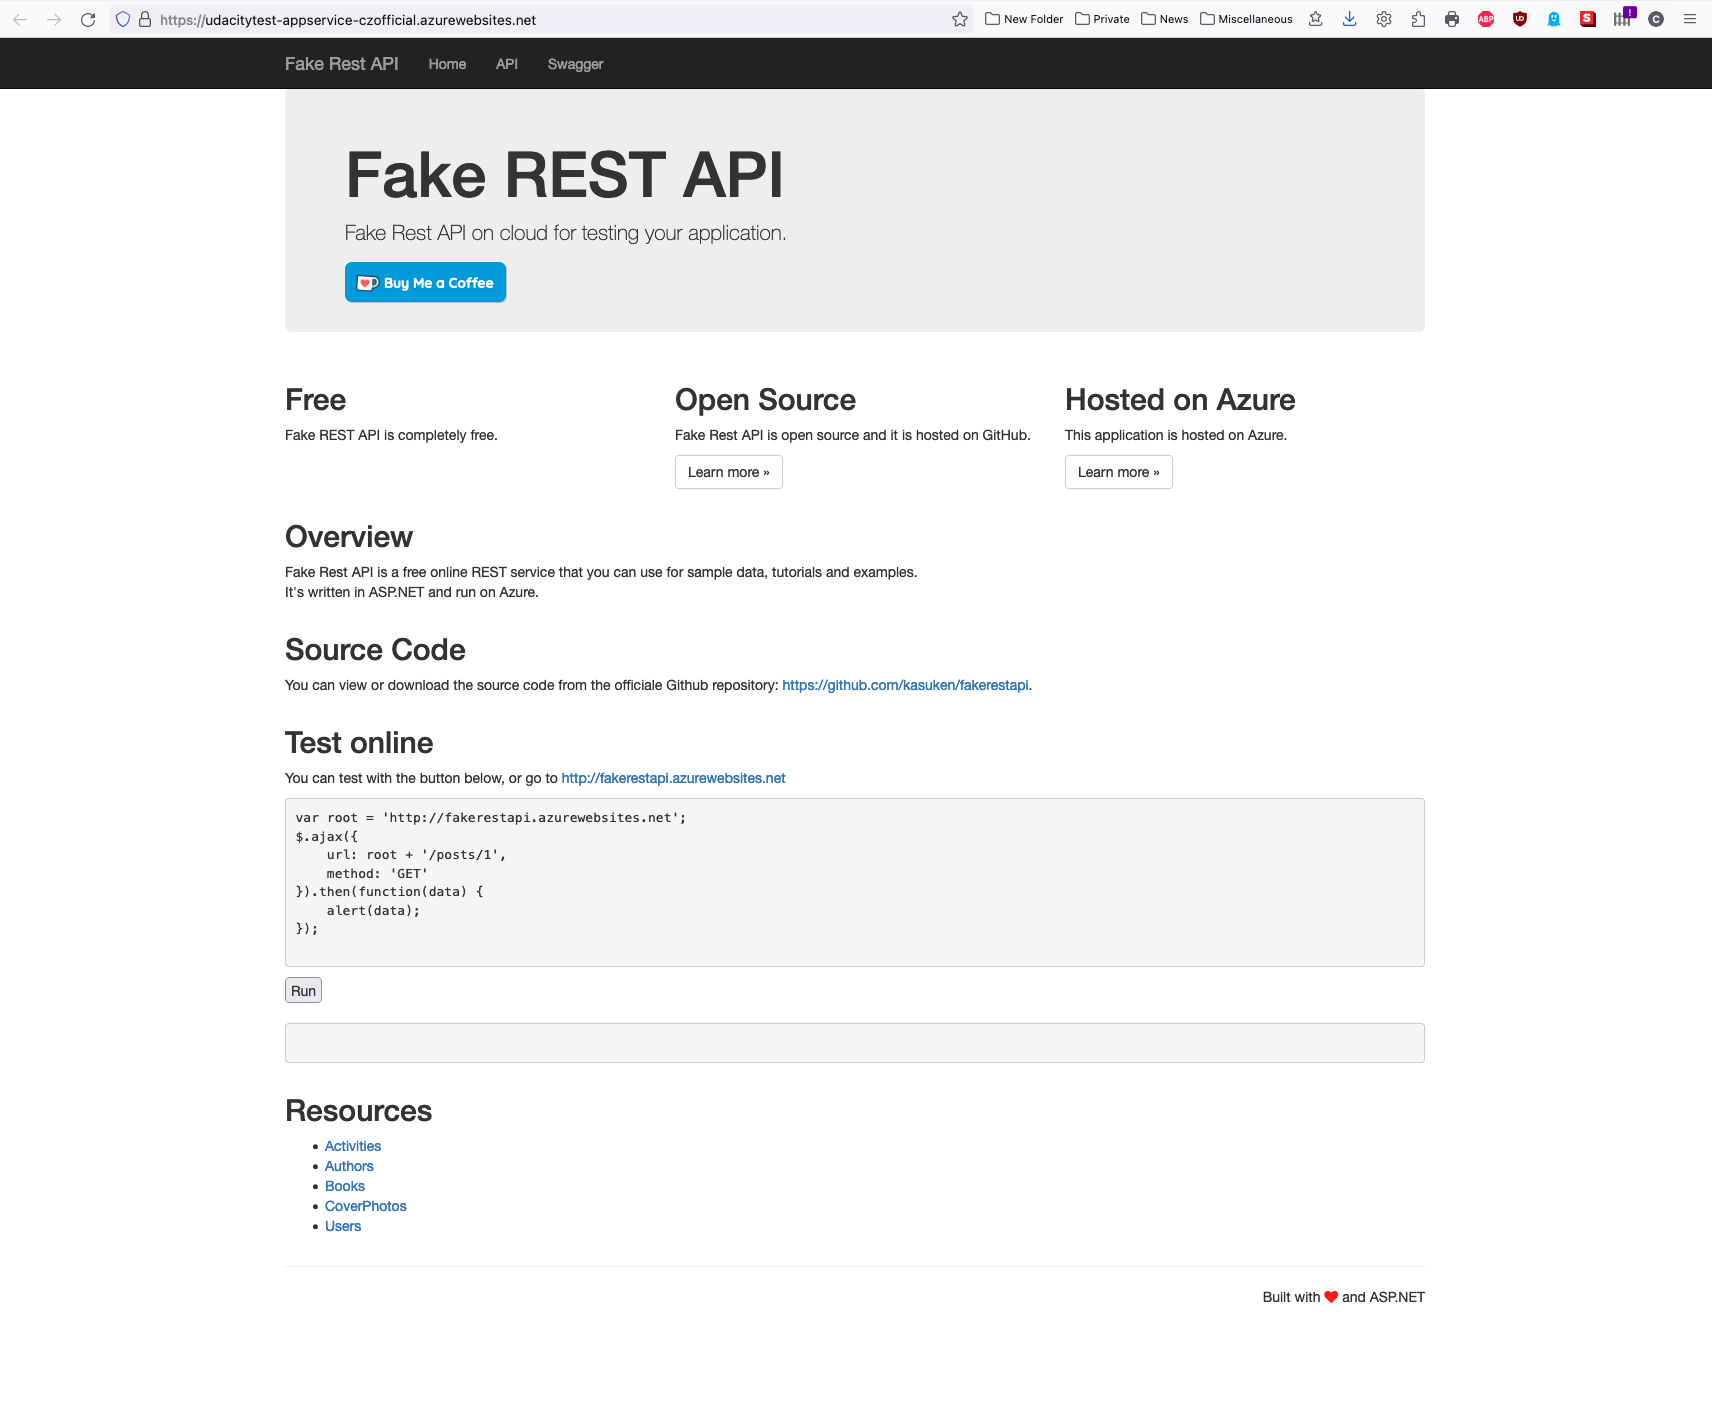 https://udacitytest-appservice-czofficial.azurewebsites.net
New Folder
Private
News
Miscellaneous
ABP
UD
S
!
C
Fake Rest API
Home
API
Swagger
Fake REST API
Fake Rest API on cloud for testing your application.
Buy Me a Coffee
Free
Fake REST API is completely free.
Open Source
Fake Rest API is open source and it is hosted on GitHub.
Learn more »
Hosted on Azure
This application is hosted on Azure.
Learn more »
Overview
Fake Rest API is a free online REST service that you can use for sample data, tutorials and examples.
It's written in ASP.NET and run on Azure.
Source Code
You can view or download the source code from the officiale Github repository: https://github.com/kasuken/fakerestapi.
Test online
You can test with the button below, or go to http://fakerestapi.azurewebsites.net
var root = 'http://fakerestapi.azurewebsites.net';
$.ajax({
    url: root + '/posts/1',
    method: 'GET'
}).then(function(data) {
    alert(data);
});
Run
Resources
• Activities
• Authors
• Books
• CoverPhotos
• Users
Built with ❤ and ASP.NET